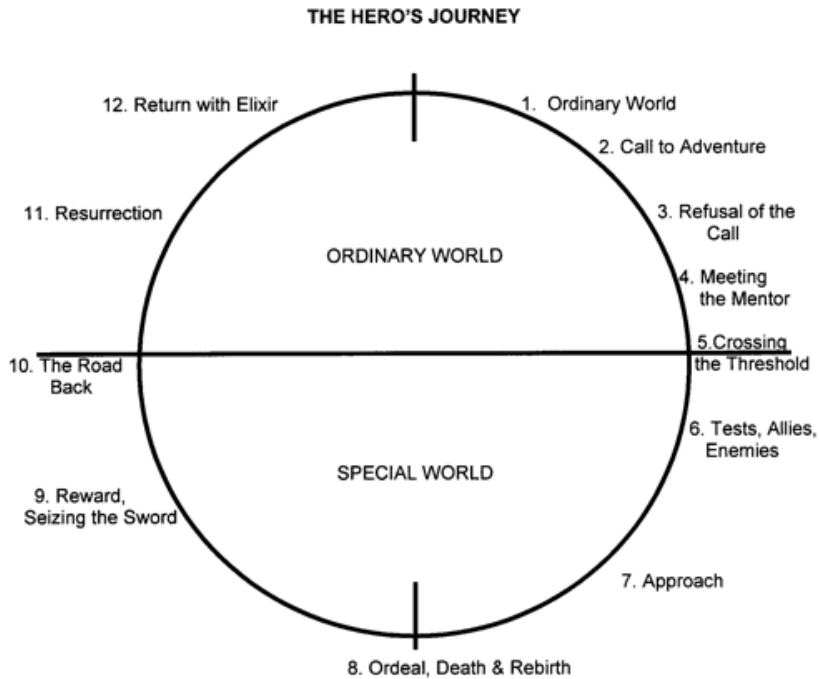 THE HERO'S JOURNEY
12. Return with Elixir
1. Ordinary World
2. Call to Adventure
11. Resurrection
3. Refusal of the
Call
ORDINARY WORLD
4. Meeting
the Mentor
5.Crossing
the Threshold
10. The Road
Back
6. Tests, Allies,
Enemies
SPECIAL WORLD
9. Reward,
Seizing the Sword
7. Approach
8. Ordeal, Death & Rebirth